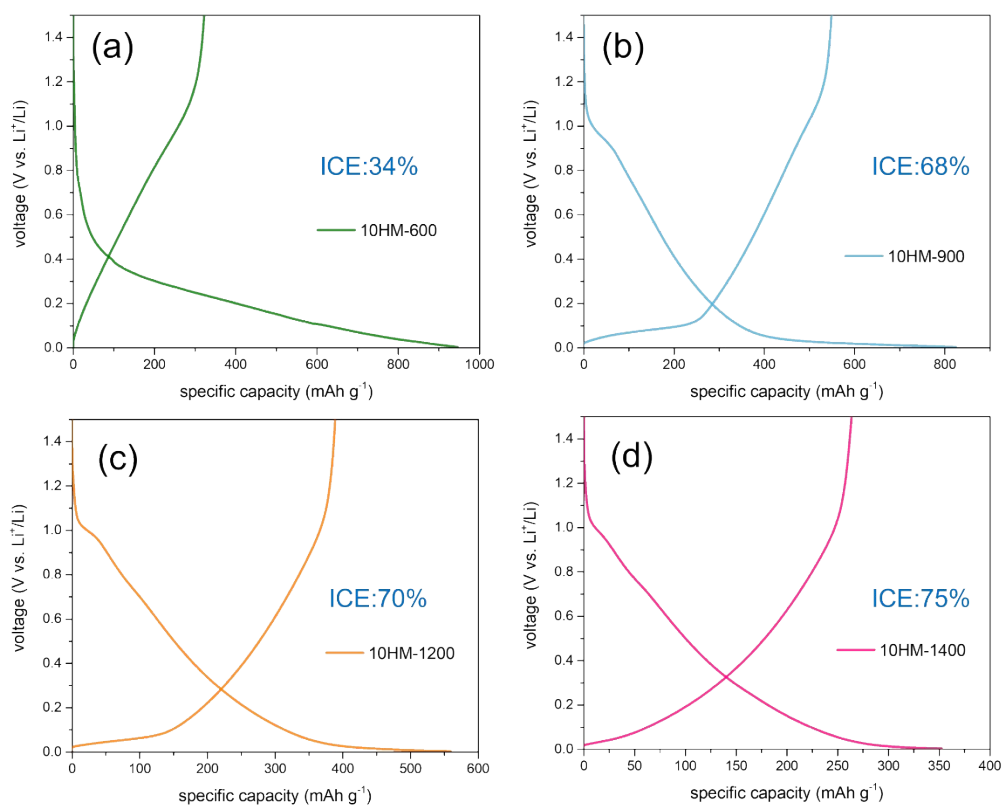 (a)
ICE:34%
10HM-600
voltage (V vs. Li⁺/Li)
1.4
1.2
1.0
0.8
0.6
0.4
0.2
0.0
0 200 400 600 800 1000
specific capacity (mAh g⁻¹)
(b)
ICE:68%
10HM-900
voltage (V vs. Li⁺/Li)
1.4
1.2
1.0
0.8
0.6
0.4
0.2
0.0
0 200 400 600 800
specific capacity (mAh g⁻¹)
(c)
ICE:70%
10HM-1200
voltage (V vs. Li⁺/Li)
1.4
1.2
1.0
0.8
0.6
0.4
0.2
0.0
0 100 200 300 400 500 600
specific capacity (mAh g⁻¹)
(d)
ICE:75%
10HM-1400
voltage (V vs. Li⁺/Li)
1.4
1.2
1.0
0.8
0.6
0.4
0.2
0.0
0 50 100 150 200 250 300 350 400
specific capacity (mAh g⁻¹)